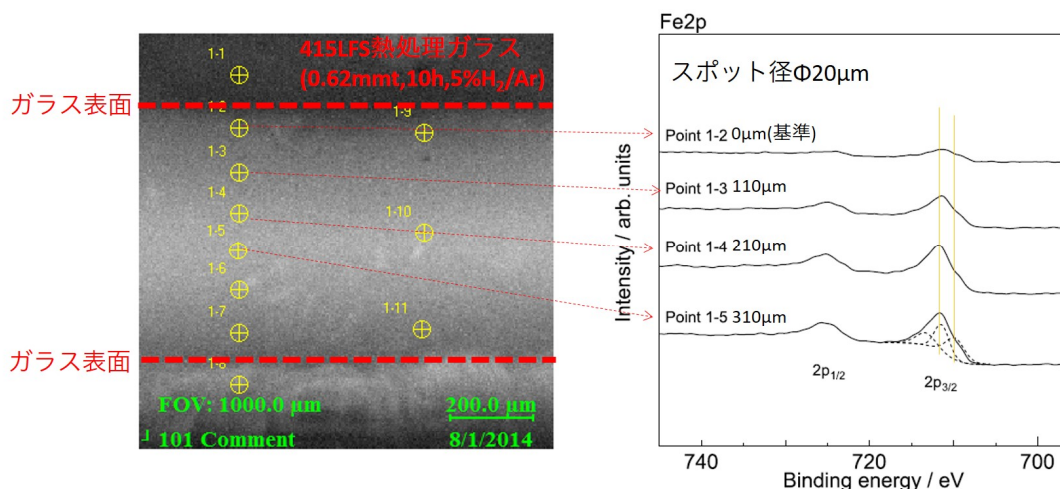 1-1
415LFS熱処理ガラス
(0.62mmt,10h,5%H₂/Ar)
ガラス表面
1-2
1-9
1-3
1-4
1-10
1-5
1-6
1-7
1-11
ガラス表面
1-8
FOV: 1000.0 μm
200.0 μm
┘ 101 Comment
8/1/2014
Fe2p
スポット径Φ20μm
Point 1-2 0μm(基準)
Point 1-3 110μm
Point 1-4 210μm
Point 1-5 310μm
Intensity / arb. units
2p₁/₂
2p₃/₂
740
720
700
Binding energy / eV